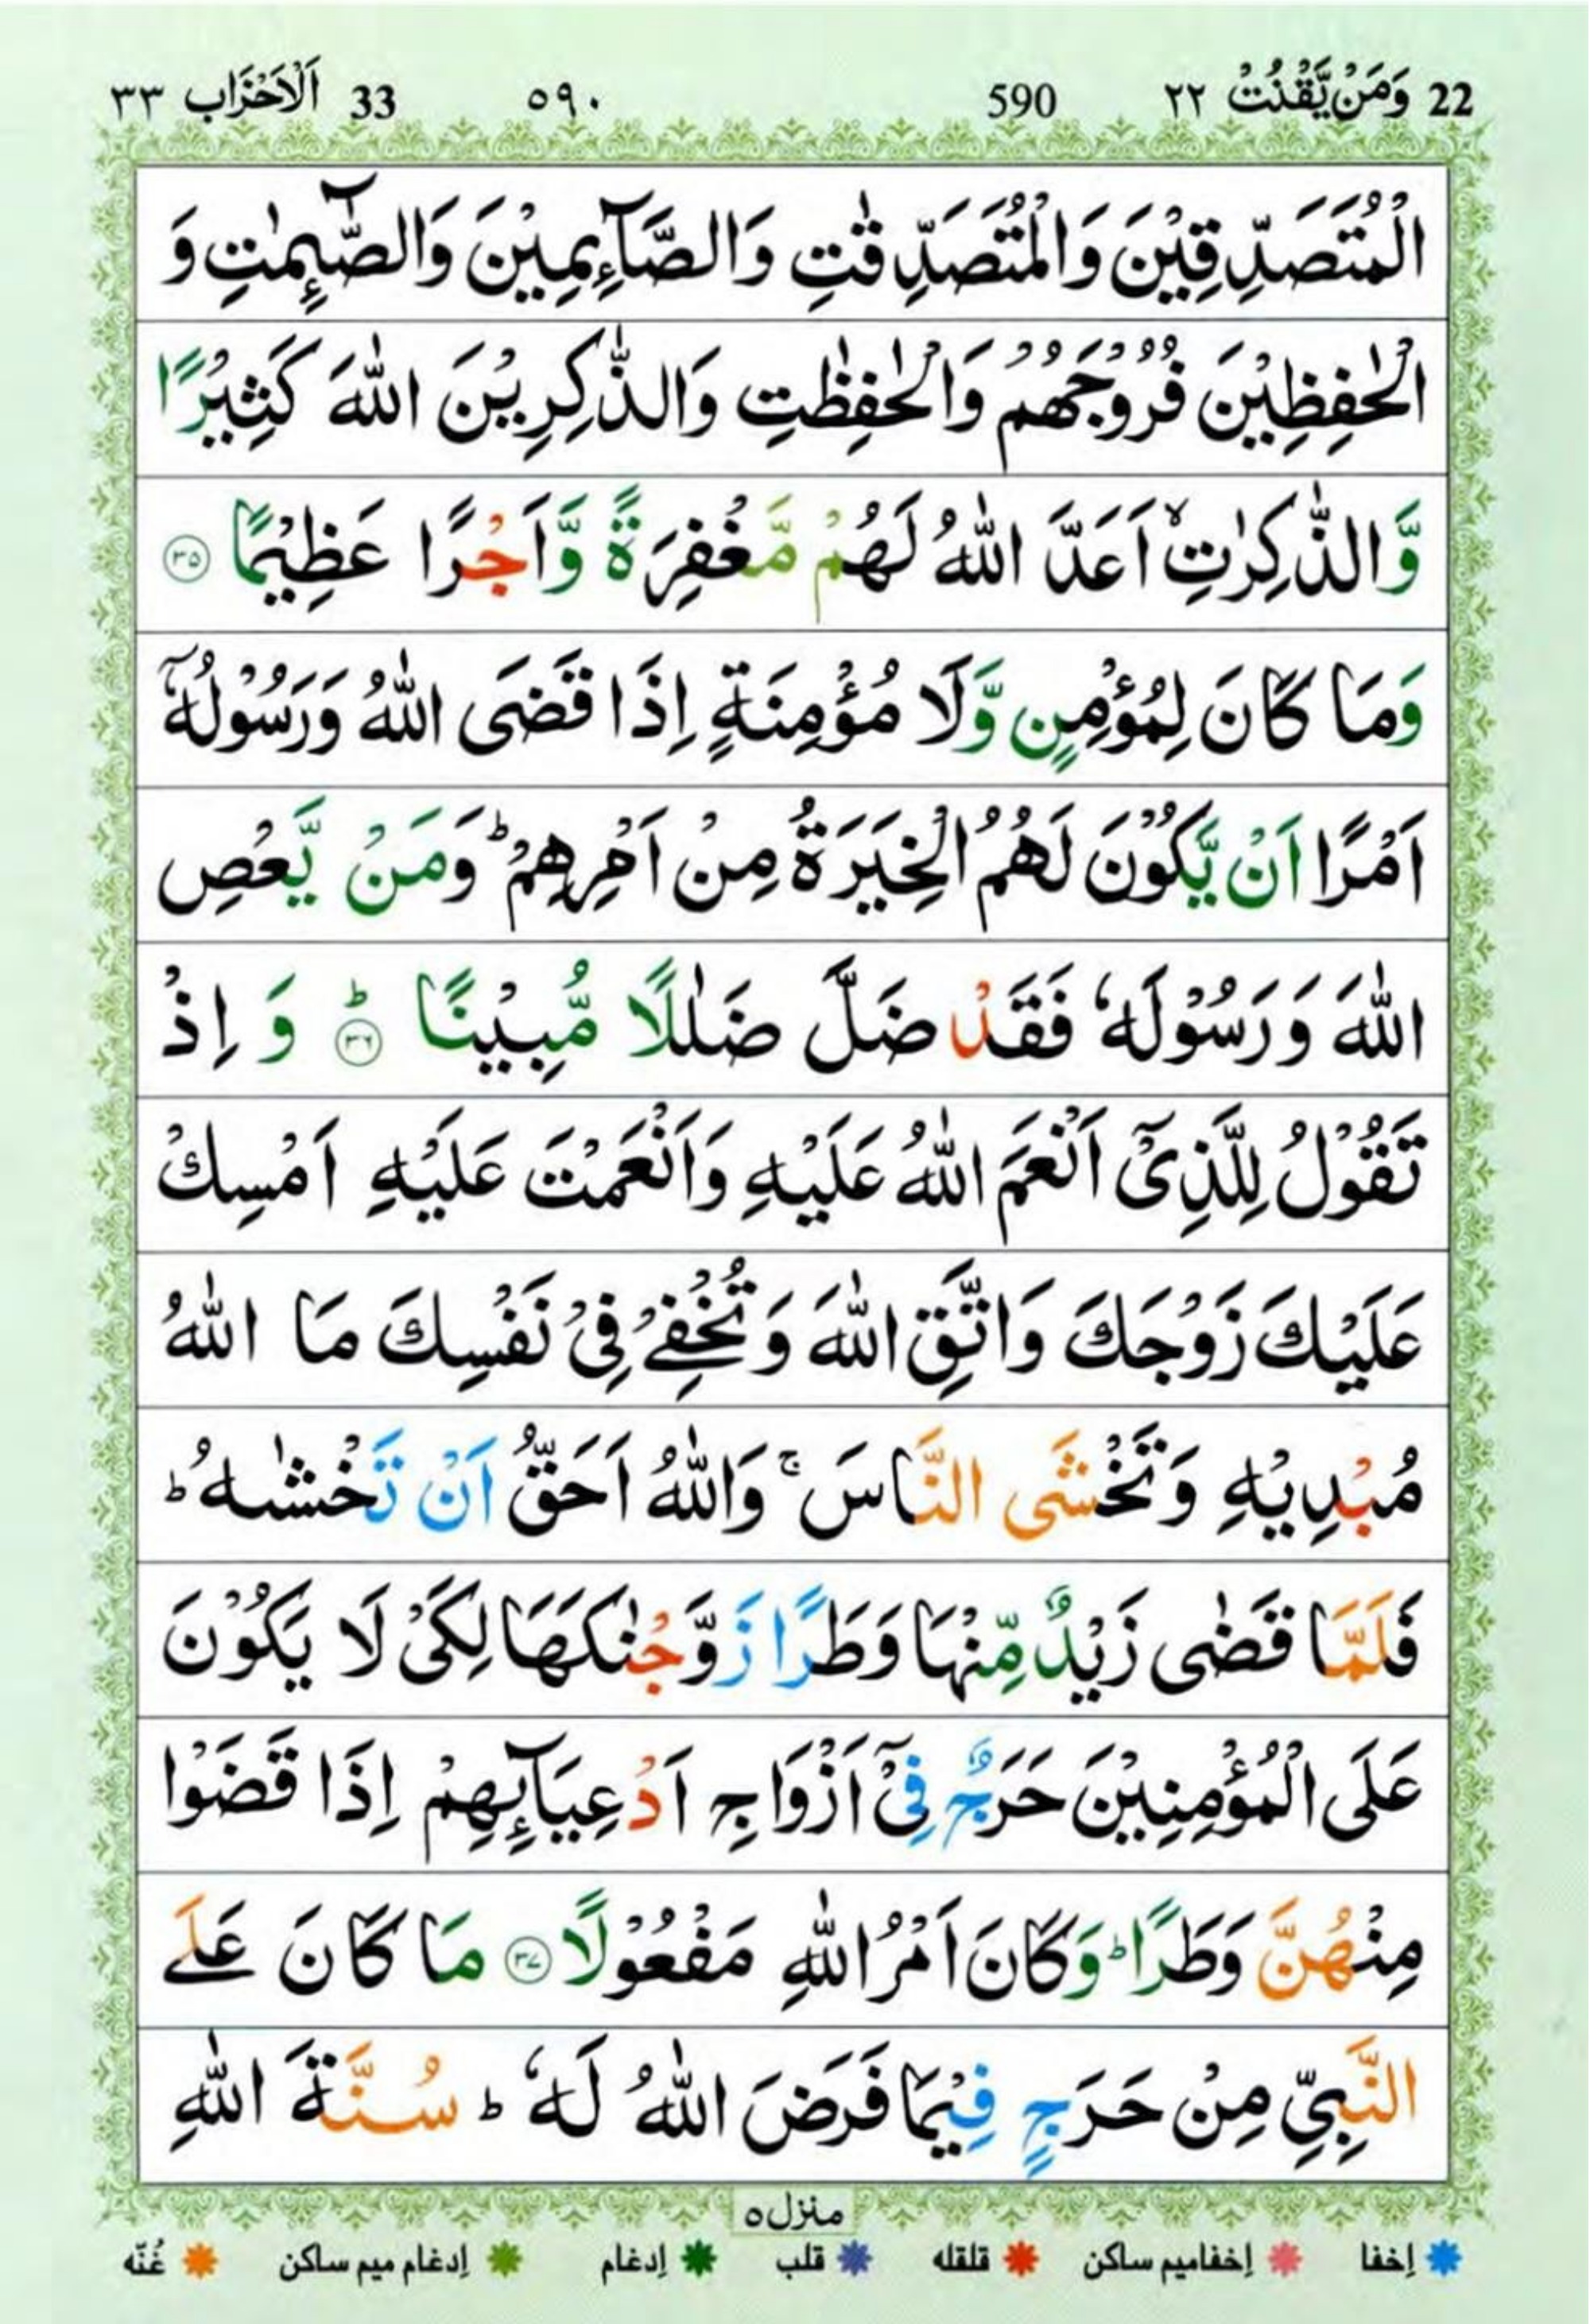 22 وَمَنْ يَّقْنُتْ ٢٢ 590 ٥٩٠ 33 اَلْاَحْزَاب ٣٣
الْمُتَصَدِّقِيْنَ وَالْمُتَصَدِّقٰتِ وَالصَّآئِمِيْنَ وَالصّٰٓئِمٰتِ وَ
الْحٰفِظِيْنَ فُرُوْجَهُمْ وَالْحٰفِظٰتِ وَالذّٰكِرِيْنَ اللّٰهَ كَثِيْرًا
وَّالذّٰكِرٰتِ ۙ اَعَدَّ اللّٰهُ لَهُمْ مَّغْفِرَةً وَّاَجْرًا عَظِيْمًا ۝٣٥
وَمَا كَانَ لِمُؤْمِنٍ وَّلَا مُؤْمِنَةٍ اِذَا قَضَى اللّٰهُ وَرَسُوْلُهٗٓ
اَمْرًا اَنْ يَّكُوْنَ لَهُمُ الْخِيَرَةُ مِنْ اَمْرِهِمْ ؕ وَمَنْ يَّعْصِ
اللّٰهَ وَرَسُوْلَهٗ فَقَدْ ضَلَّ ضَلٰلًا مُّبِيْنًا ؕ۝٣٦ وَ اِذْ
تَقُوْلُ لِلَّذِىْٓ اَنْعَمَ اللّٰهُ عَلَيْهِ وَاَنْعَمْتَ عَلَيْهِ اَمْسِكْ
عَلَيْكَ زَوْجَكَ وَاتَّقِ اللّٰهَ وَتُخْفِىْ فِىْ نَفْسِكَ مَا اللّٰهُ
مُبْدِيْهِ وَتَخْشَى النَّاسَ ۚ وَاللّٰهُ اَحَقُّ اَنْ تَخْشٰهُ ؕ
فَلَمَّا قَضٰى زَيْدٌ مِّنْهَا وَطَرًا زَوَّجْنٰكَهَا لِكَىْ لَا يَكُوْنَ
عَلَى الْمُؤْمِنِيْنَ حَرَجٌ فِىْٓ اَزْوَاجِ اَدْعِيَآئِهِمْ اِذَا قَضَوْا
مِنْهُنَّ وَطَرًا ؕ وَكَانَ اَمْرُ اللّٰهِ مَفْعُوْلًا ۝٣٧ مَا كَانَ عَلَى
النَّبِىِّ مِنْ حَرَجٍ فِيْمَا فَرَضَ اللّٰهُ لَهٗ ؕ سُنَّةَ اللّٰهِ
منزل ٥
إخفا إخفاميم ساكن قلقله قلب إدغام إدغام ميم ساكن غُنّه